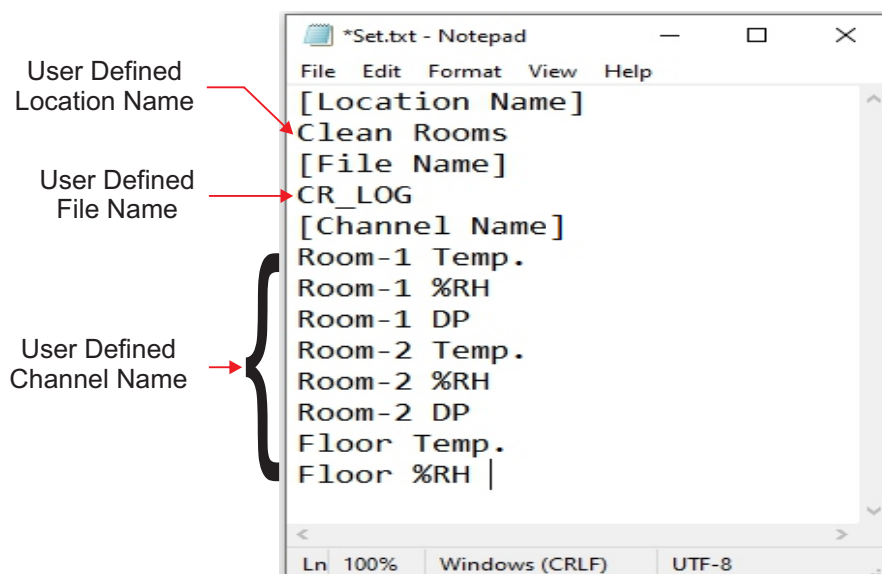 *Set.txt - Notepad
File Edit Format View Help
User Defined
Location Name
[Location Name]
Clean Rooms
[File Name]
User Defined
File Name
CR_LOG
[Channel Name]
User Defined
Channel Name
Room-1 Temp.
Room-1 %RH
Room-1 DP
Room-2 Temp.
Room-2 %RH
Room-2 DP
Floor Temp.
Floor %RH
Ln 100% Windows (CRLF) UTF-8